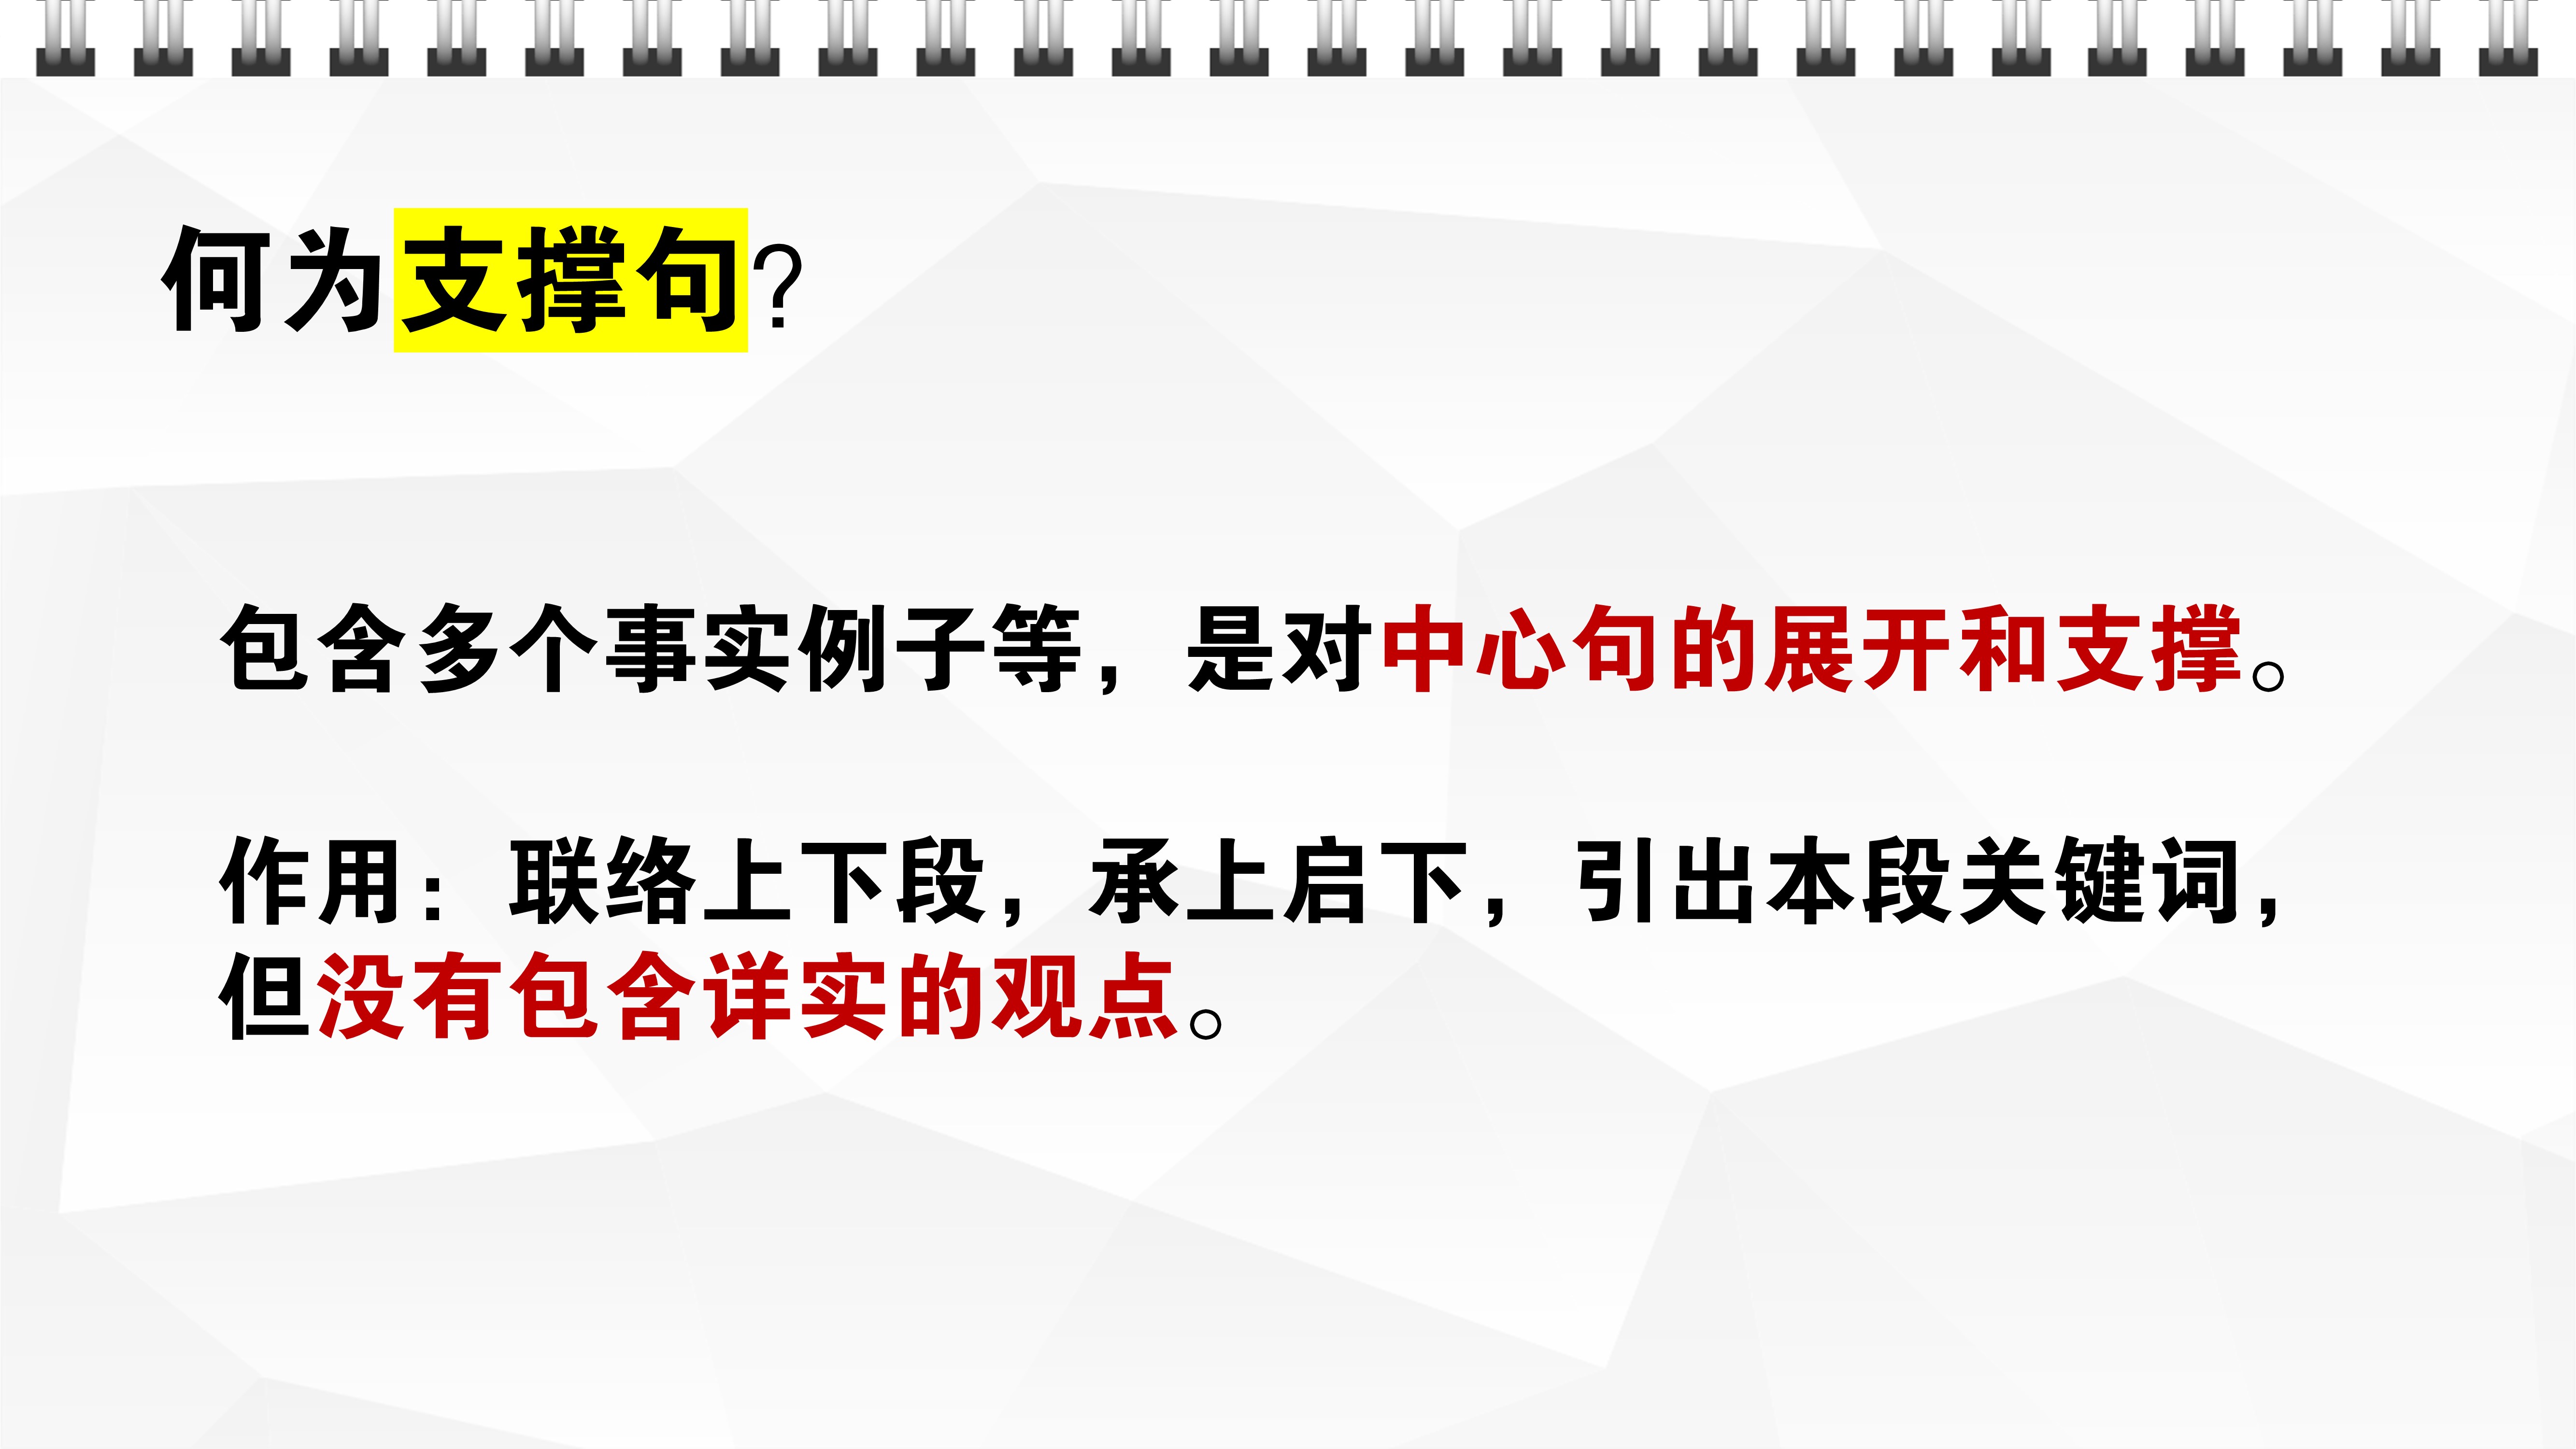 何为支撑句?
包含多个事实例子等，是对中心句的展开和支撑。
作用：联络上下段，承上启下，引出本段关键词，
但没有包含详实的观点。